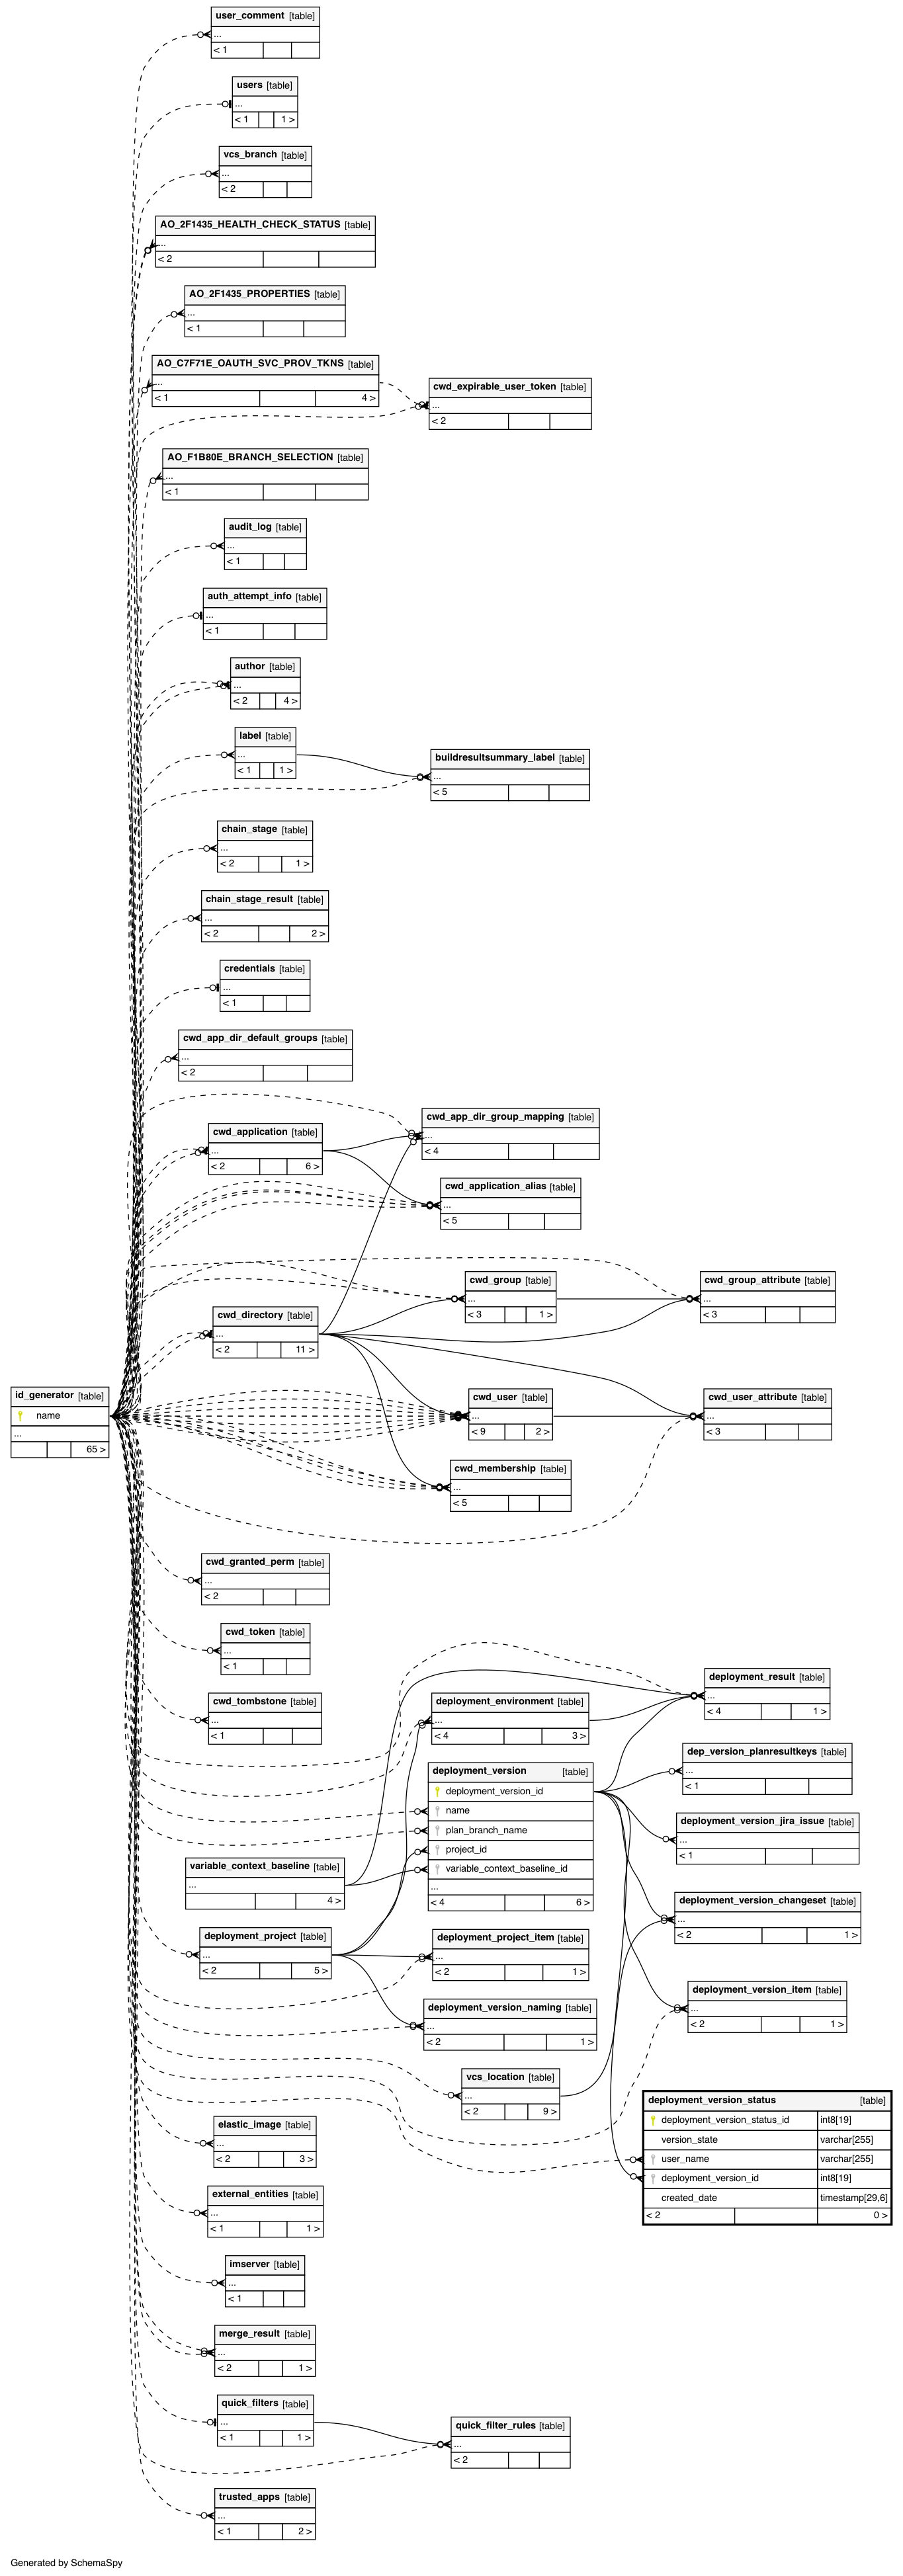 user_comment [table]
...
< 1
users [table]
...
< 1 1 >
vcs_branch [table]
...
< 2
AO_2F1435_HEALTH_CHECK_STATUS [table]
...
< 2
AO_2F1435_PROPERTIES [table]
...
< 1
AO_C7F71E_OAUTH_SVC_PROV_TKNS [table]
...
< 1 4 >
cwd_expirable_user_token [table]
...
< 2
AO_F1B80E_BRANCH_SELECTION [table]
...
< 1
audit_log [table]
...
< 1
auth_attempt_info [table]
...
< 1
author [table]
...
< 2 4 >
label [table]
...
< 1 1 >
buildresultsummary_label [table]
...
< 5
chain_stage [table]
...
< 2 1 >
chain_stage_result [table]
...
< 2 2 >
credentials [table]
...
< 1
cwd_app_dir_default_groups [table]
...
< 2
cwd_app_dir_group_mapping [table]
...
< 4
cwd_application [table]
...
< 2 6 >
cwd_application_alias [table]
...
< 5
cwd_group [table]
...
< 3 1 >
cwd_group_attribute [table]
...
< 3
cwd_directory [table]
...
< 2 11 >
id_generator [table]
name
...
65 >
cwd_user [table]
...
< 9 2 >
cwd_user_attribute [table]
...
< 3
cwd_membership [table]
...
< 5
cwd_granted_perm [table]
...
< 2
cwd_token [table]
...
< 1
cwd_tombstone [table]
...
< 1
deployment_environment [table]
...
< 4 3 >
deployment_result [table]
...
< 4 1 >
dep_version_planresultkeys [table]
...
< 1
deployment_version [table]
deployment_version_id
name
plan_branch_name
project_id
variable_context_baseline_id
...
< 4 6 >
deployment_version_jira_issue [table]
...
< 1
variable_context_baseline [table]
...
4 >
deployment_version_changeset [table]
...
< 2 1 >
deployment_project [table]
...
< 2 5 >
deployment_project_item [table]
...
< 2 1 >
deployment_version_item [table]
...
< 2 1 >
deployment_version_naming [table]
...
< 2 1 >
vcs_location [table]
...
< 2 9 >
deployment_version_status [table]
deployment_version_status_id int8[19]
version_state varchar[255]
user_name varchar[255]
deployment_version_id int8[19]
created_date timestamp[29,6]
< 2 0 >
elastic_image [table]
...
< 2 3 >
external_entities [table]
...
< 1 1 >
imserver [table]
...
< 1
merge_result [table]
...
< 2 1 >
quick_filters [table]
...
< 1 1 >
quick_filter_rules [table]
...
< 2
trusted_apps [table]
...
< 1 2 >
Generated by SchemaSpy